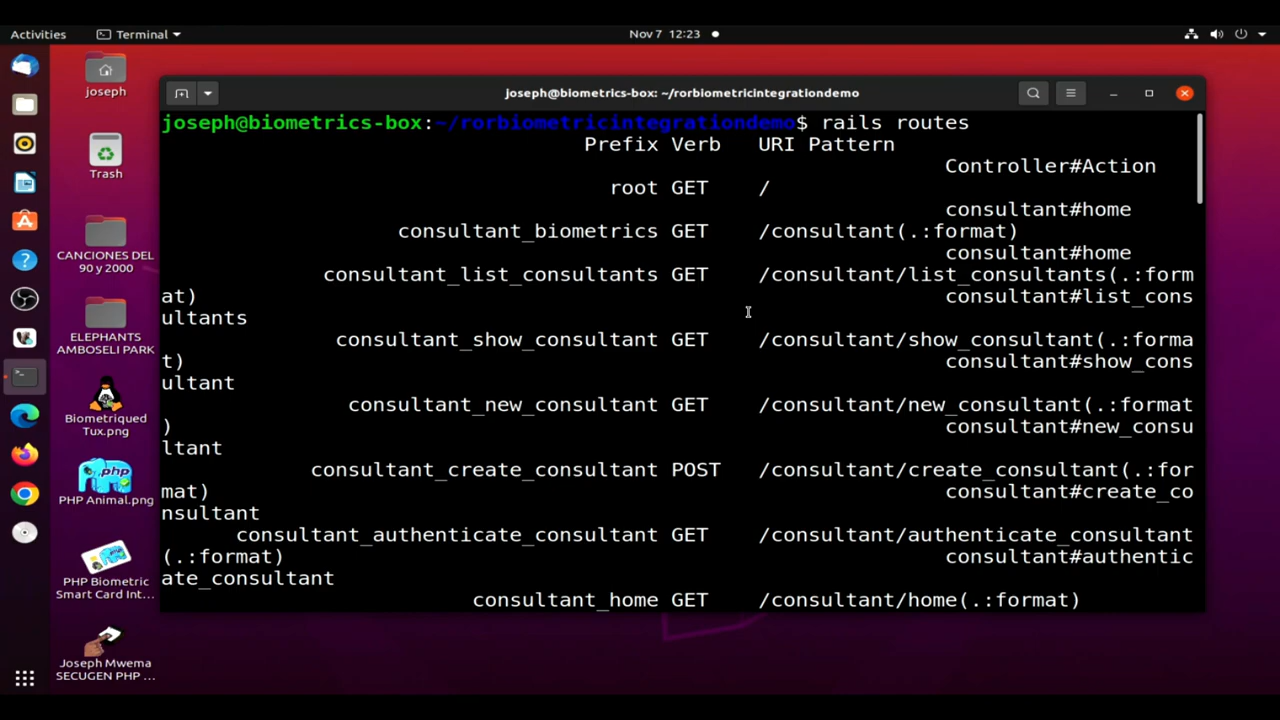 Activities
Terminal
Nov 7 12:23
joseph@biometrics-box: ~/rorbiometricintegrationdemo
joseph
Trash
CANCIONES DEL
90 y 2000
ELEPHANTS
AMBOSELI PARK
Biometriqued
Tux.png
PHP Animal.png
PHP Biometric
Smart Card Int...
Joseph Mwema
SECUGEN PHP ...
joseph@biometrics-box:~/rorbiometricintegrationdemo$ rails routes
Prefix Verb URI Pattern
Controller#Action
root GET /
consultant#home
consultant_biometrics GET /consultant(.:format)
consultant#home
consultant_list_consultants GET /consultant/list_consultants(.:form
at) consultant#list_cons
ultants
consultant_show_consultant GET /consultant/show_consultant(.:forma
t) consultant#show_cons
ultant
consultant_new_consultant GET /consultant/new_consultant(.:format
) consultant#new_consu
ltant
consultant_create_consultant POST /consultant/create_consultant(.:for
mat) consultant#create_co
nsultant
consultant_authenticate_consultant GET /consultant/authenticate_consultant
(.:format) consultant#authentic
ate_consultant
consultant_home GET /consultant/home(.:format)
php